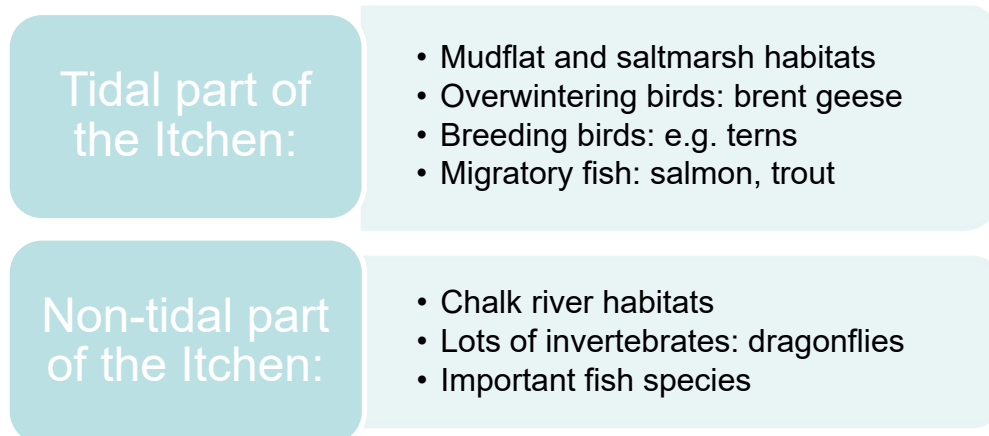 Tidal part of
the Itchen:
• Mudflat and saltmarsh habitats
• Overwintering birds: brent geese
• Breeding birds: e.g. terns
• Migratory fish: salmon, trout
Non-tidal part
of the Itchen:
• Chalk river habitats
• Lots of invertebrates: dragonflies
• Important fish species